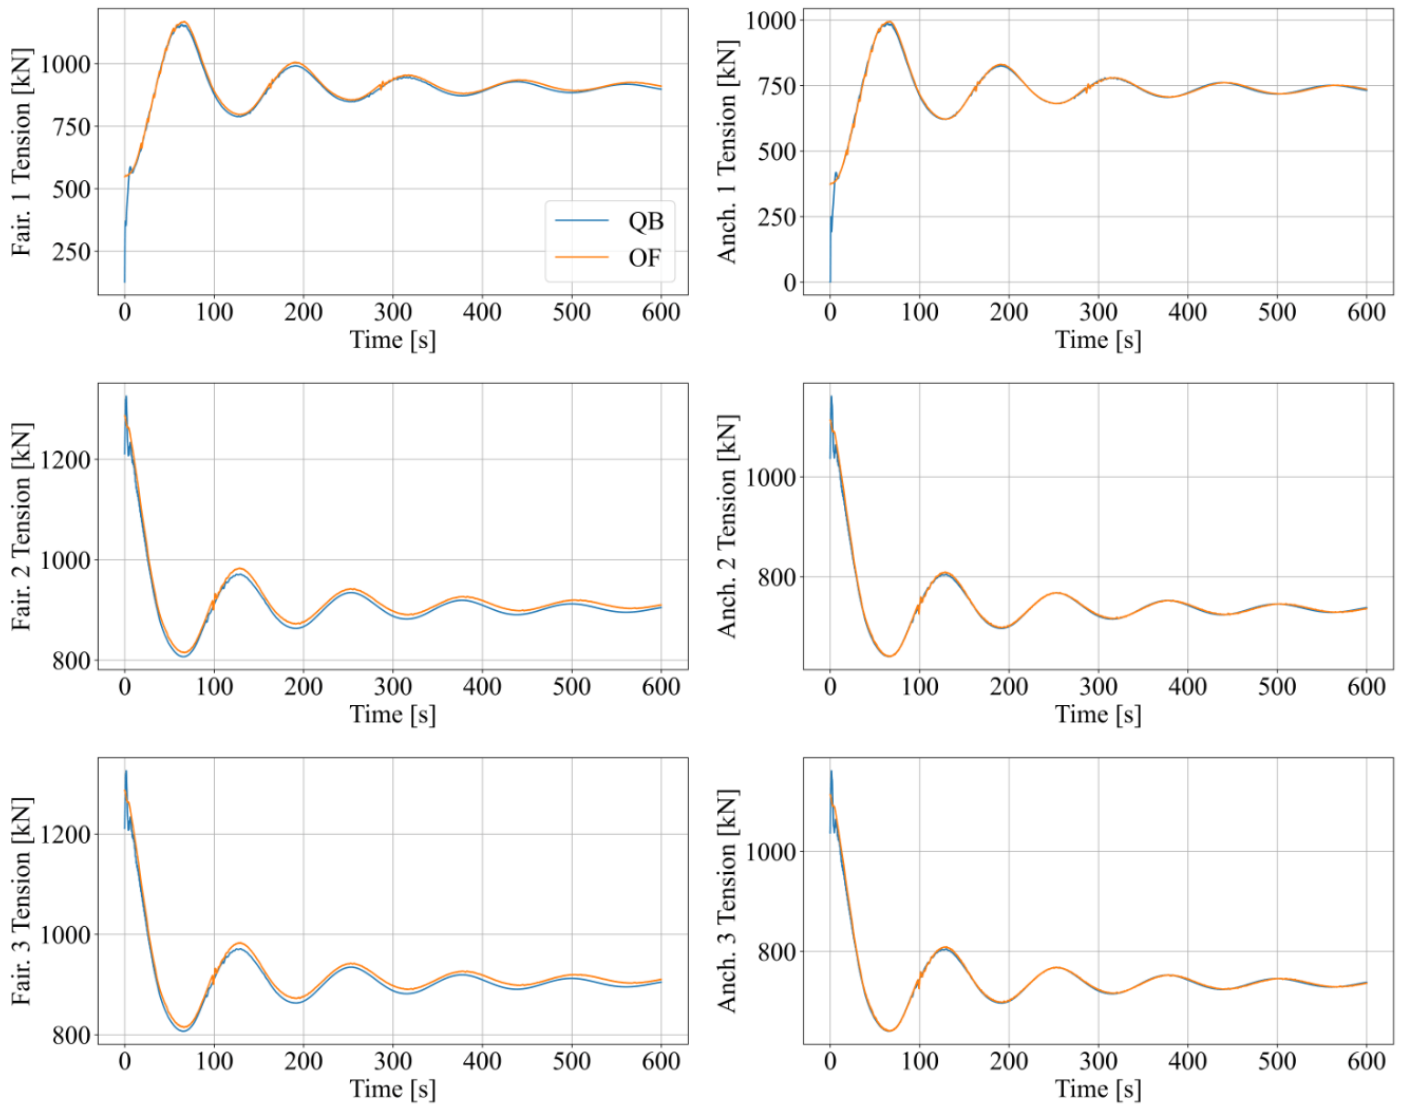 Fair. 1 Tension [kN]
1000
750
500
250
QB
OF
0 100 200 300 400 500 600
Time [s]
Anch. 1 Tension [kN]
1000
750
500
250
0
0 100 200 300 400 500 600
Time [s]
Fair. 2 Tension [kN]
1200
1000
800
0 100 200 300 400 500 600
Time [s]
Anch. 2 Tension [kN]
1000
800
0 100 200 300 400 500 600
Time [s]
Fair. 3 Tension [kN]
1200
1000
800
0 100 200 300 400 500 600
Time [s]
Anch. 3 Tension [kN]
1000
800
0 100 200 300 400 500 600
Time [s]